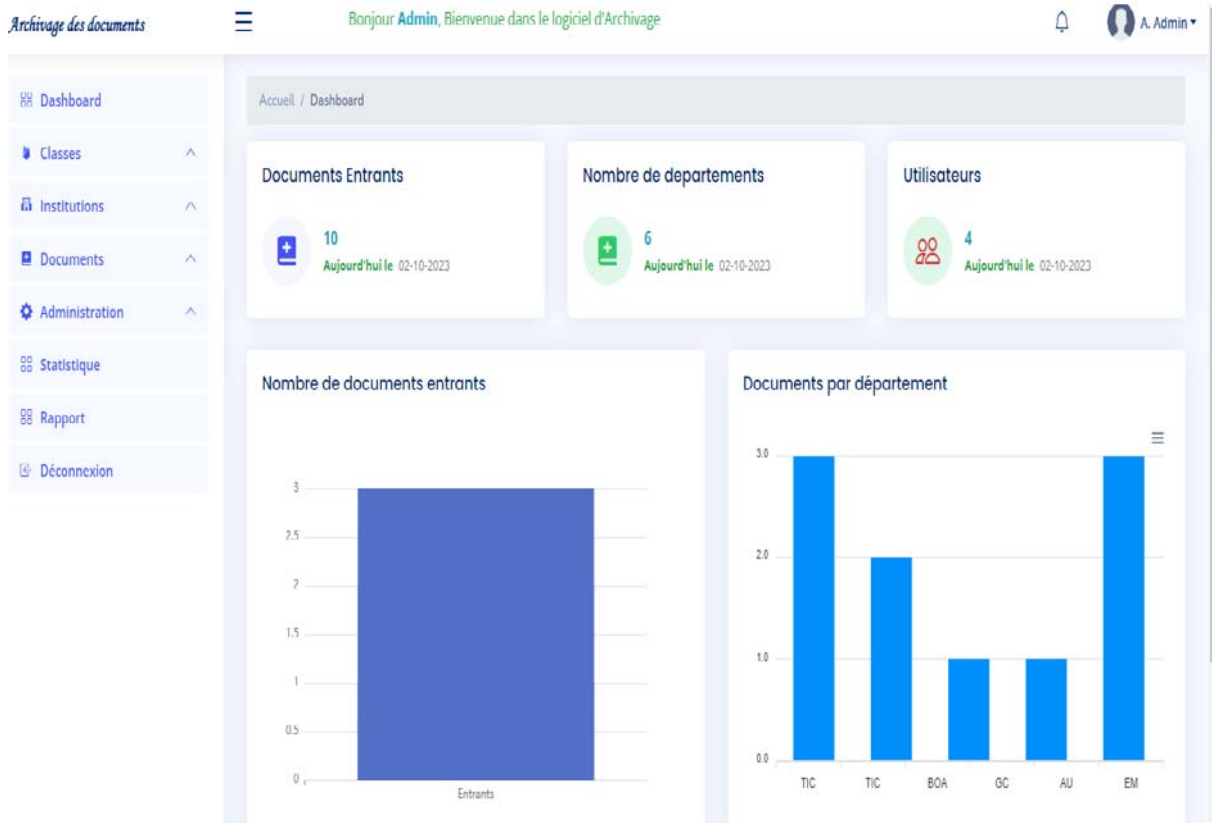 Archivage des documents
Bonjour Admin, Bienvenue dans le logiciel d'Archivage
A. Admin
Dashboard
Classes
Institutions
Documents
Administration
Statistique
Rapport
Déconnexion
Accueil / Dashboard
Documents Entrants
10
Aujourd'hui le 02-10-2023
Nombre de departements
6
Aujourd'hui le 02-10-2023
Utilisateurs
4
Aujourd'hui le 02-10-2023
Nombre de documents entrants
3
2.5
2
1.5
1
0.5
0
Entrants
Documents par département
3.0
2.0
1.0
0.0
TIC TIC BOA GC AU EM